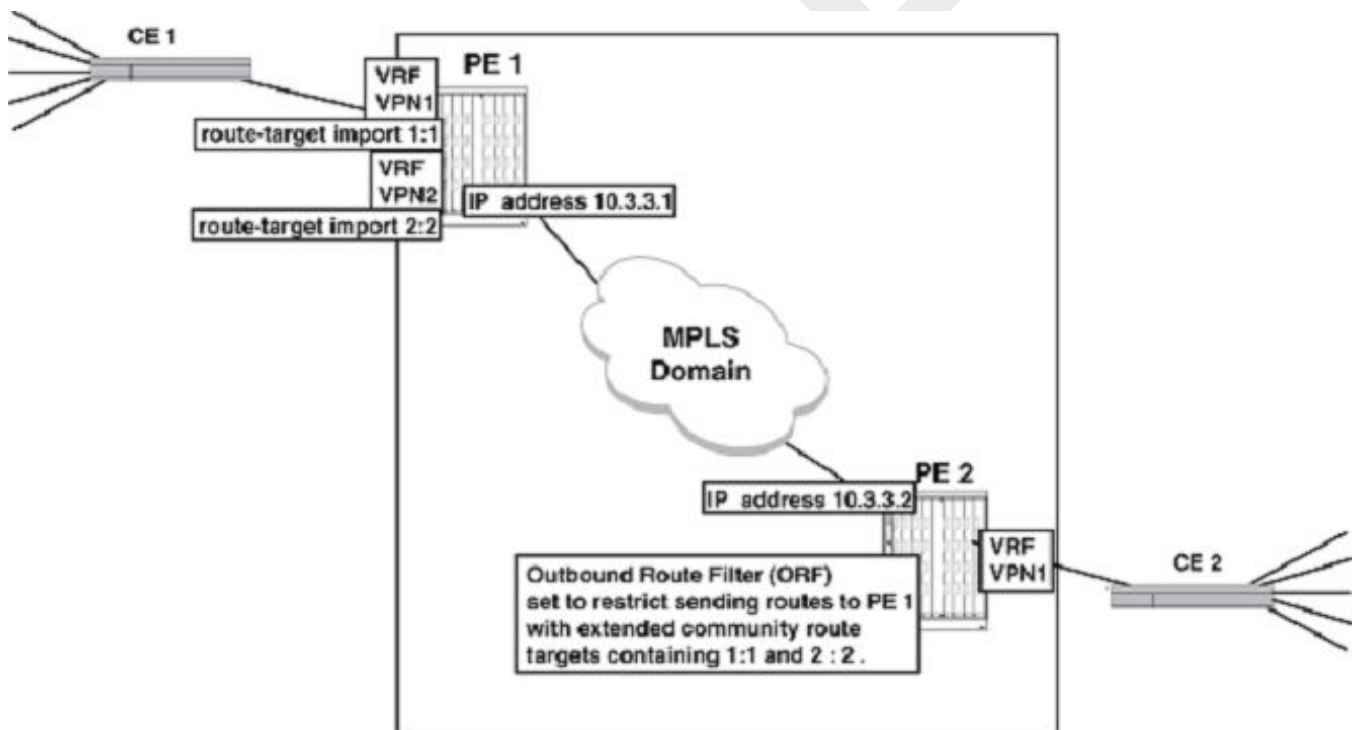 CE 1
PE 1
VRF
VPN1
route-target import 1:1
VRF
VPN2
IP address 10.3.3.1
route-target import 2:2
MPLS
Domain
PE 2
IP address 10.3.3.2
VRF
VPN1
CE 2
Outbound Route Filter (ORF)
set to restrict sending routes to PE 1
with extended community route
targets containing 1:1 and 2 : 2 .